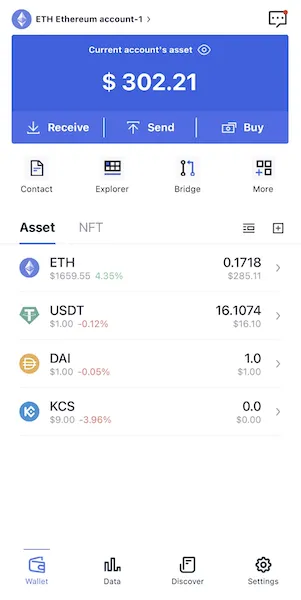 ETH Ethereum account-1 >
Current account's asset
$ 302.21
Receive Send Buy
Contact Explorer Bridge More
Asset NFT
ETH 0.1718
$1659.55 4.35% $285.11
USDT 16.1074
$1.00 -0.12% $16.10
DAI 1.0
$1.00 -0.05% $1.00
KCS 0.0
$9.00 -3.96% $0.00
Wallet Data Discover Settings